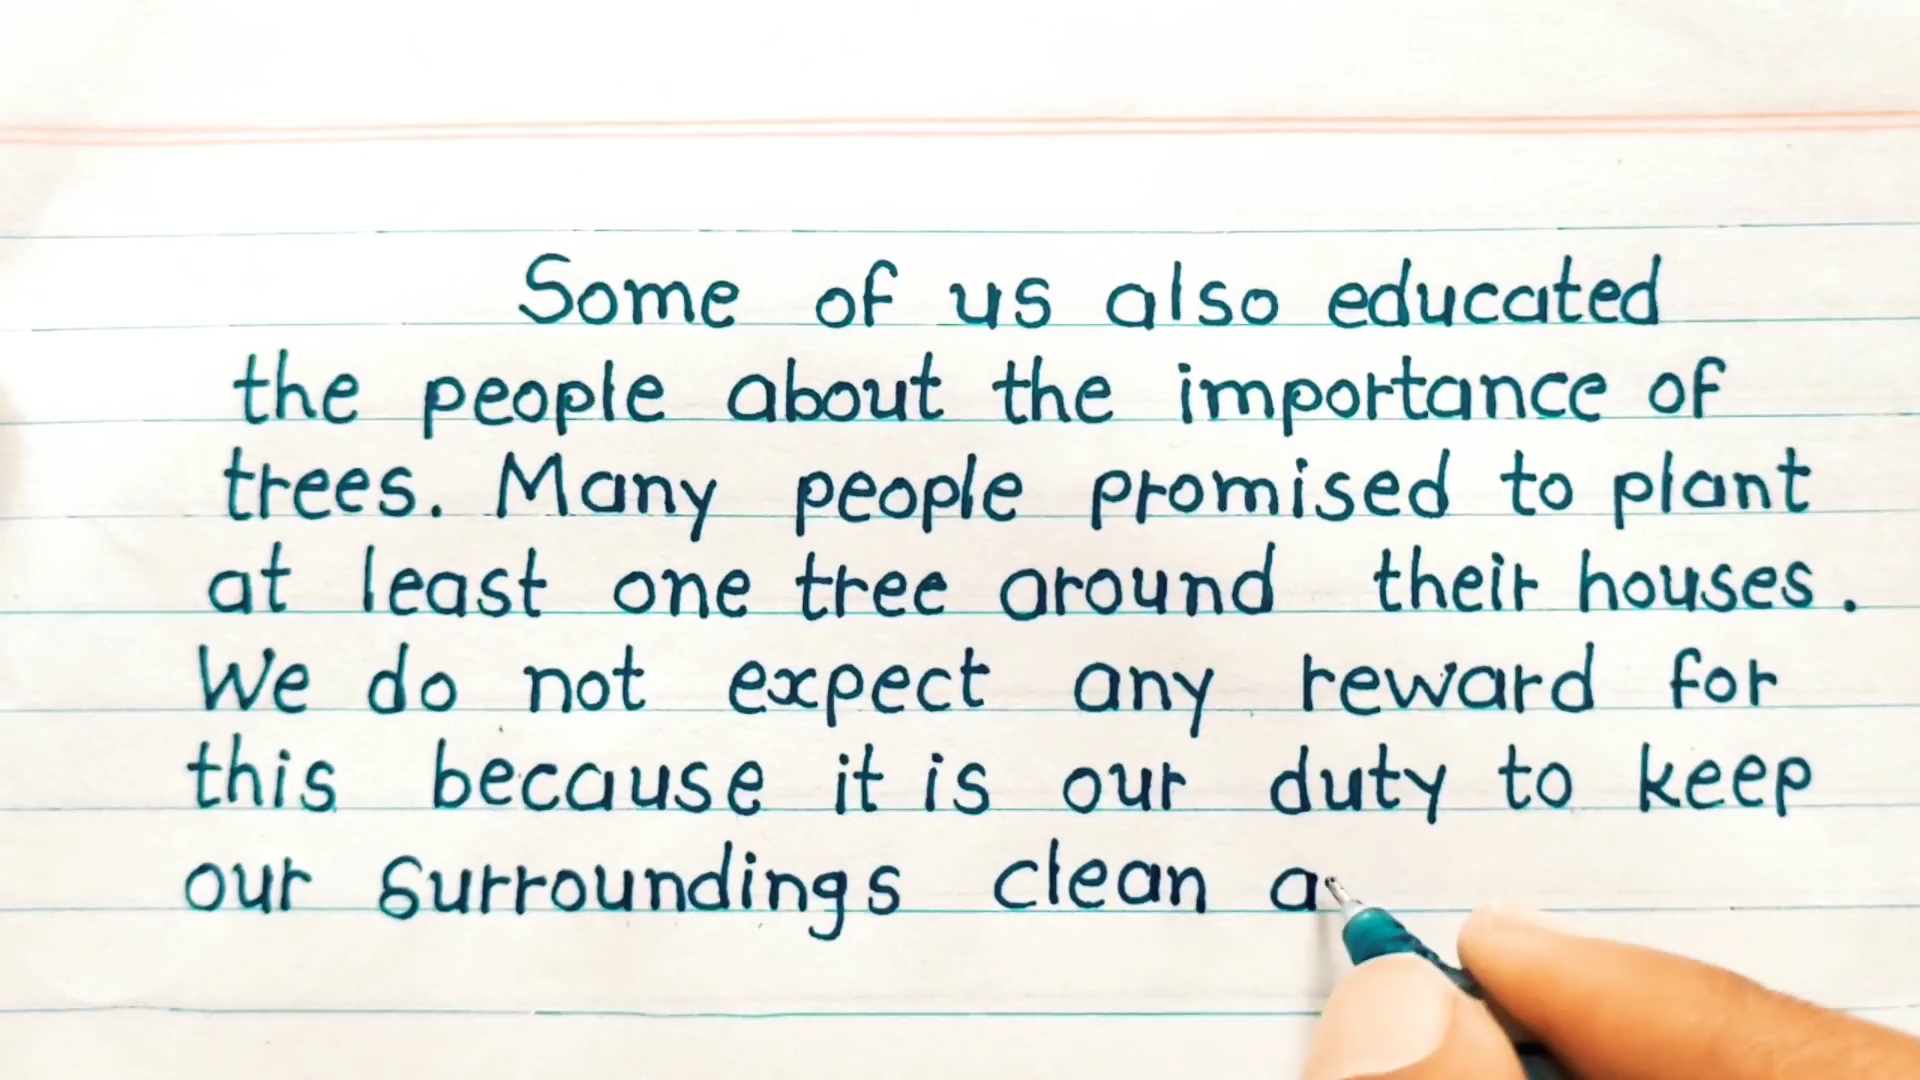 Some of us also educated
the people about the importance of
trees. Many people promised to plant
at least one tree around their houses.
We do not expect any reward for
this because it is our duty to keep
our surroundings clean a